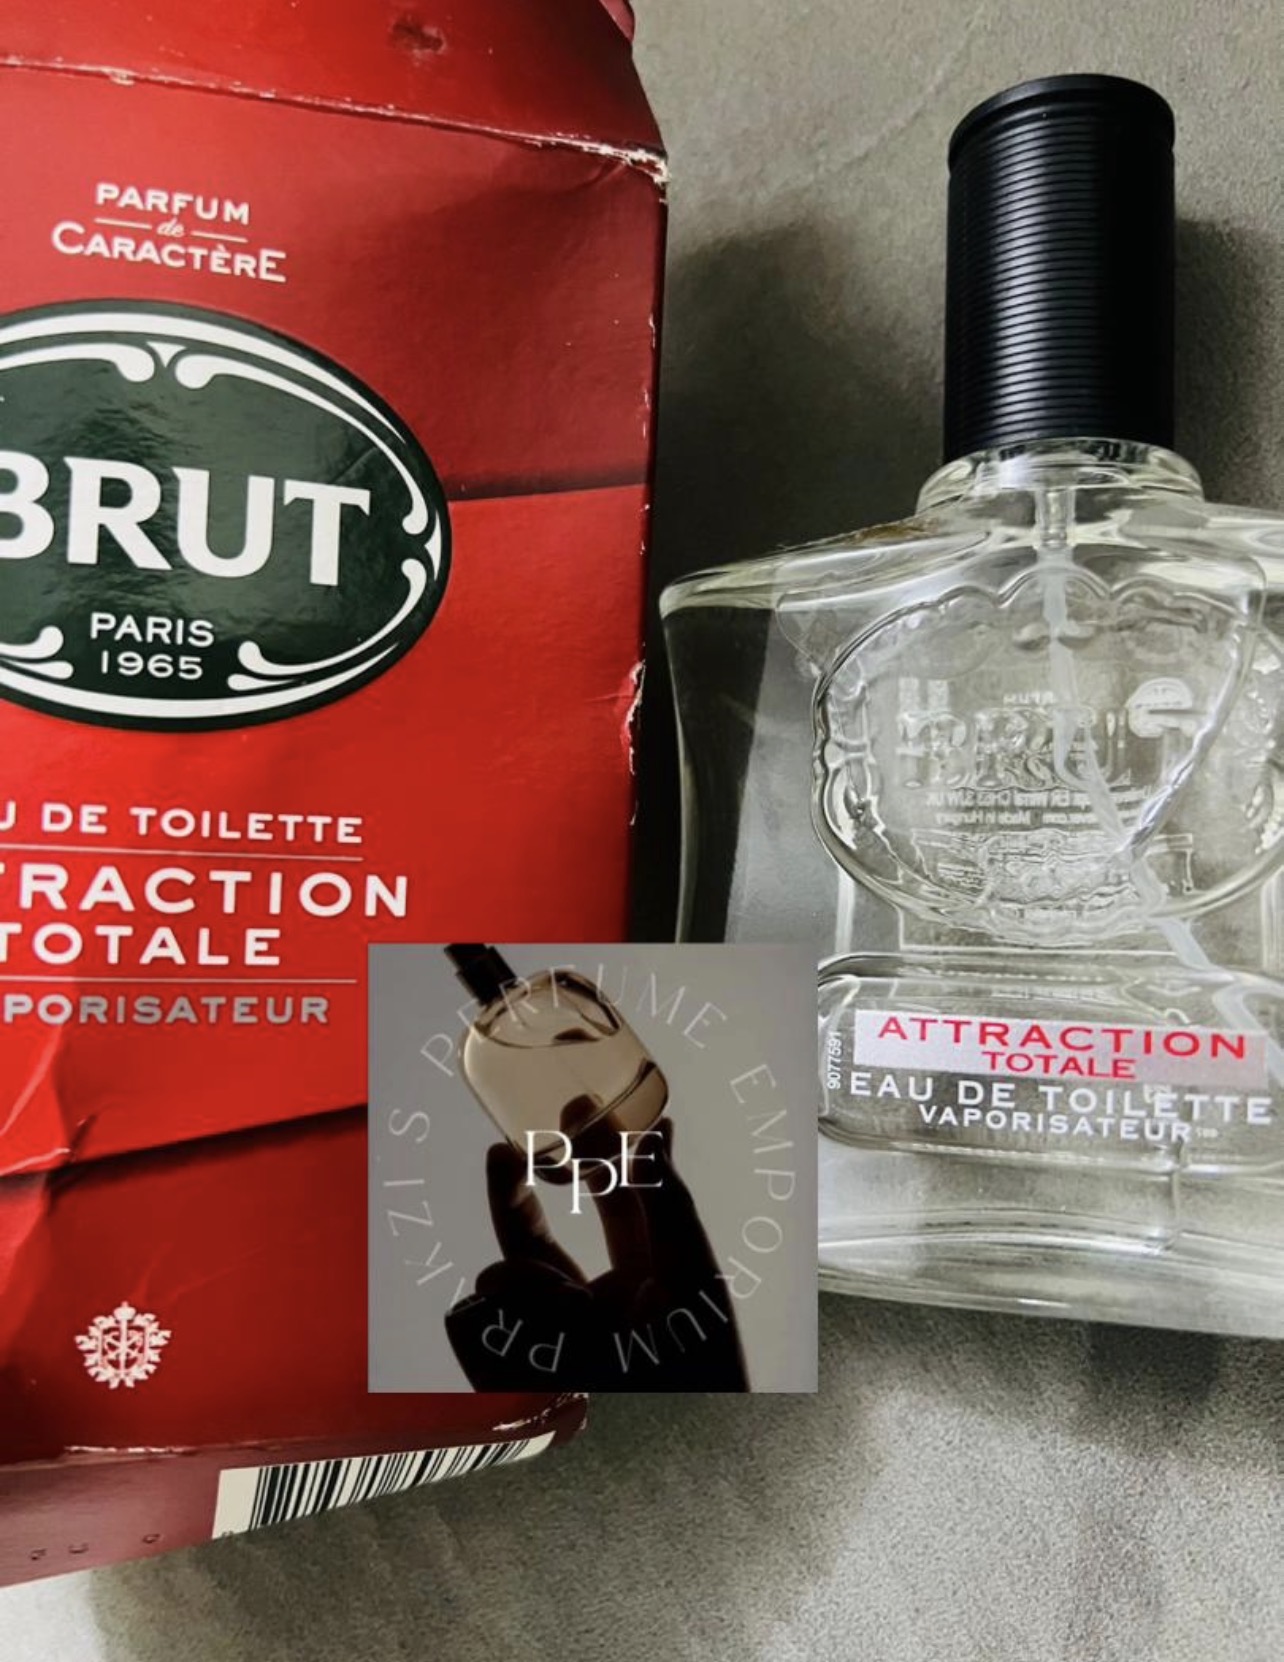 PARFUM
de
CARACTÈRE
BRUT
PARIS
1965
U DE TOILETTE
TRACTION
TOTALE
PORISATEUR
PRAKZI'S PERFUME EMPORIUM
PPE
ATTRACTION
TOTALE
EAU DE TOILETTE
VAPORISATEUR
9077591